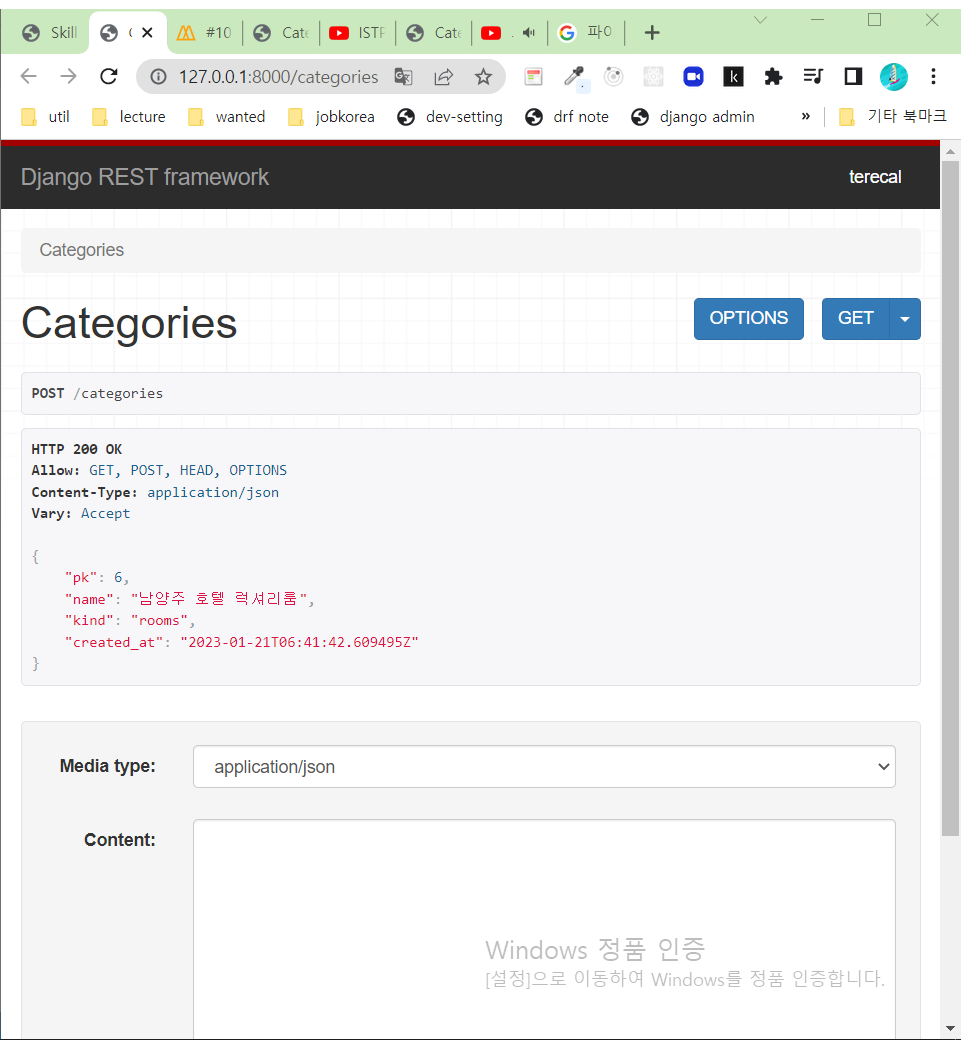 Skill
#10
Cate
ISTF
Cate
파이
127.0.0.1:8000/categories
util
lecture
wanted
jobkorea
dev-setting
drf note
django admin
»
기타 북마크
Django REST framework
terecal
Categories
Categories
OPTIONS
GET
POST /categories
HTTP 200 OK
Allow: GET, POST, HEAD, OPTIONS
Content-Type: application/json
Vary: Accept
{
"pk": 6,
"name": "남양주 호텔 럭셔리룸",
"kind": "rooms",
"created_at": "2023-01-21T06:41:42.609495Z"
}
Media type:
application/json
Content:
Windows 정품 인증
[설정]으로 이동하여 Windows를 정품 인증합니다.